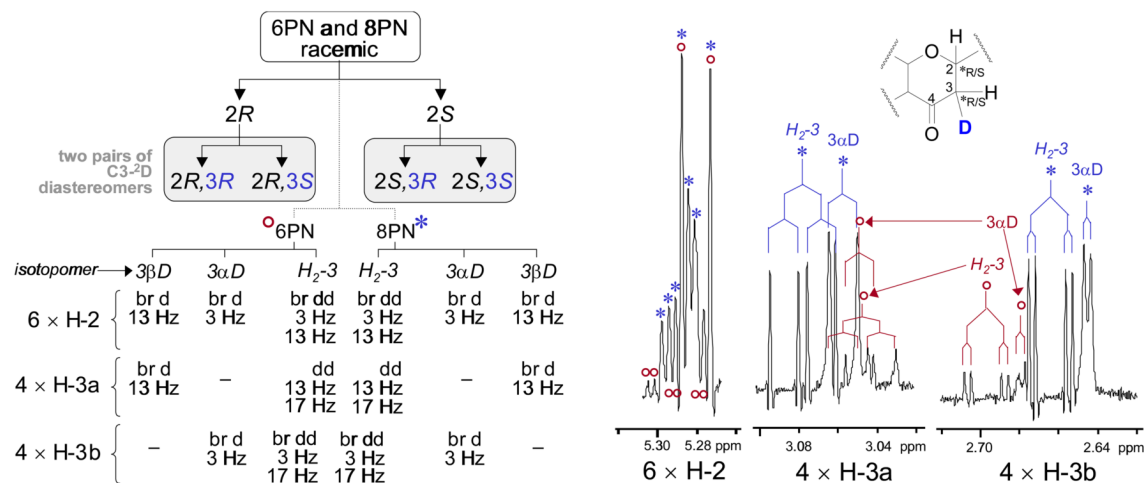 6PN and 8PN
racemic
2R
2S
two pairs of
C3-²D
diastereomers
2R,3R 2R,3S
2S,3R 2S,3S
6PN
8PN*
isotopomer 3βD 3αD H₂-3 H₂-3 3αD 3βD
6 × H-2
br d br d br dd br dd br d br d
13 Hz 3 Hz 3 Hz 3 Hz 3 Hz 13 Hz
13 Hz 13 Hz
4 × H-3a
br d dd dd br d
13 Hz – 13 Hz 13 Hz – 13 Hz
17 Hz 17 Hz
4 × H-3b
– br d br dd br dd br d –
3 Hz 3 Hz 3 Hz 3 Hz
17 Hz 17 Hz
* *
* * * * *
5.30 5.28 ppm
6 × H-2
H₂-3
*
3αD
*
3.08 3.04 ppm
4 × H-3a
3αD
H₂-3
H
O
2
*R/S
3
H
*R/S
4
O
D
H₂-3
*
3αD
*
2.70 2.64 ppm
4 × H-3b